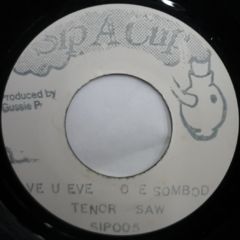 Sip A Cup
Produced by
Gussie P.
VE U EVE O E SOMBOD
TENOR SAW
SIP005